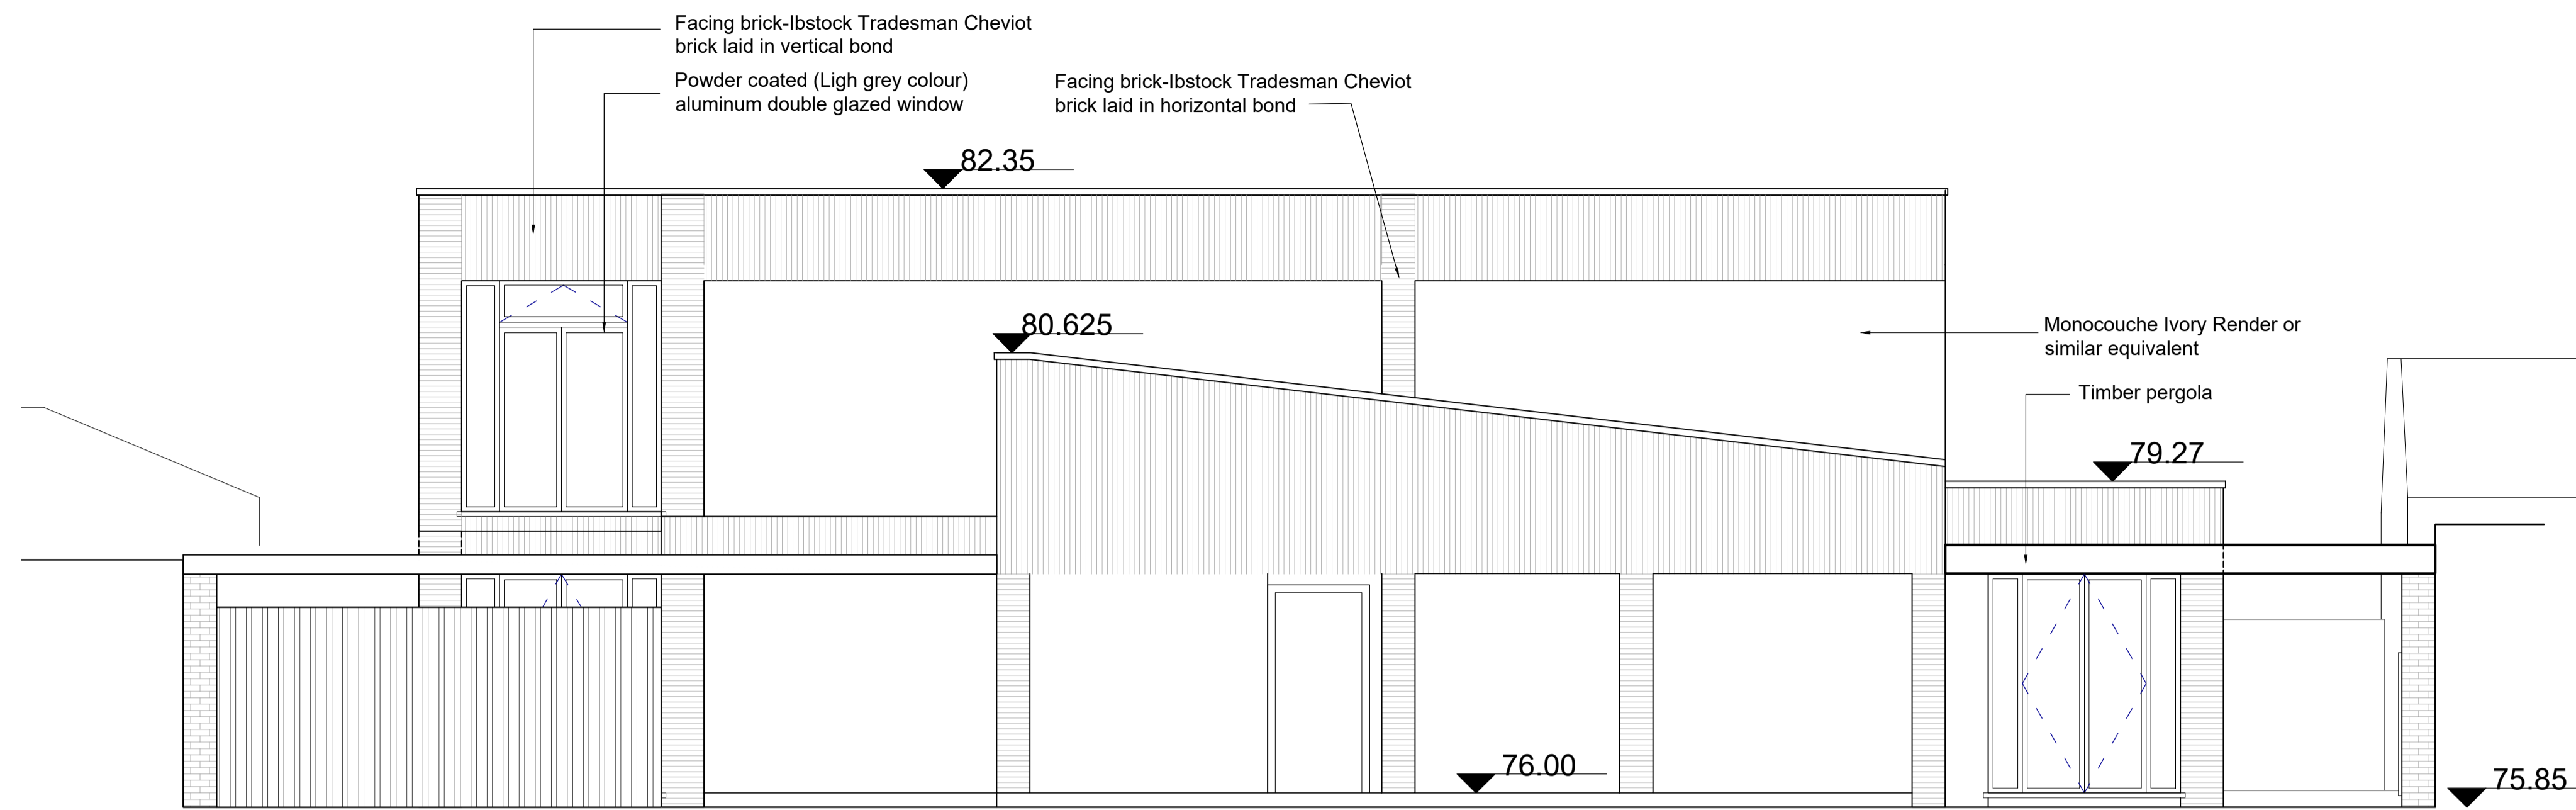 Facing brick-Ibstock Tradesman Cheviot
brick laid in vertical bond
Powder coated (Ligh grey colour)
aluminum double glazed window
Facing brick-Ibstock Tradesman Cheviot
brick laid in horizontal bond
82.35
80.625
Monocouche Ivory Render or
similar equivalent
Timber pergola
79.27
76.00
75.85